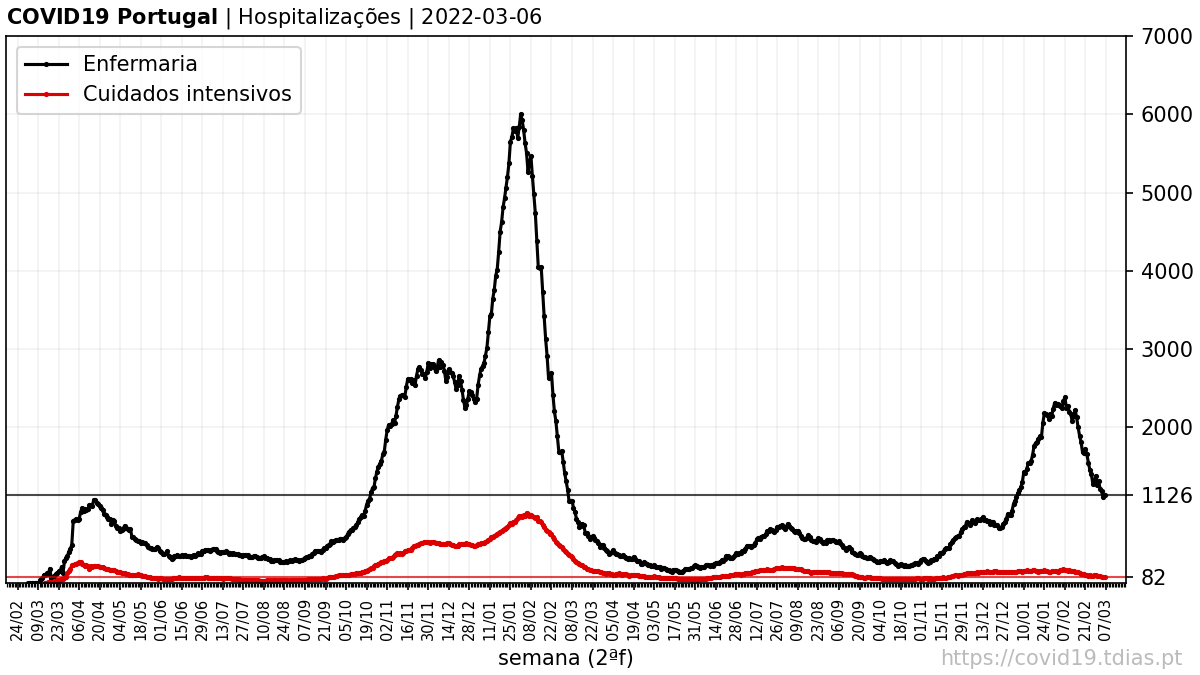 COVID19 Portugal | Hospitalizações | 2022-03-06
Enfermaria
Cuidados intensivos
7000
6000
5000
4000
3000
2000
1126
82
24/02 09/03 23/03 06/04 20/04 04/05 18/05 01/06 15/06 29/06 13/07 27/07 10/08 24/08 07/09 21/09 05/10 19/10 02/11 16/11 30/11 14/12 28/12 11/01 25/01 08/02 22/02 08/03 22/03 05/04 19/04 03/05 17/05 31/05 14/06 28/06 12/07 26/07 09/08 23/08 06/09 20/09 04/10 18/10 01/11 15/11 29/11 13/12 27/12 10/01 24/01 07/02 21/02 07/03
semana (2ªf)
https://covid19.tdias.pt